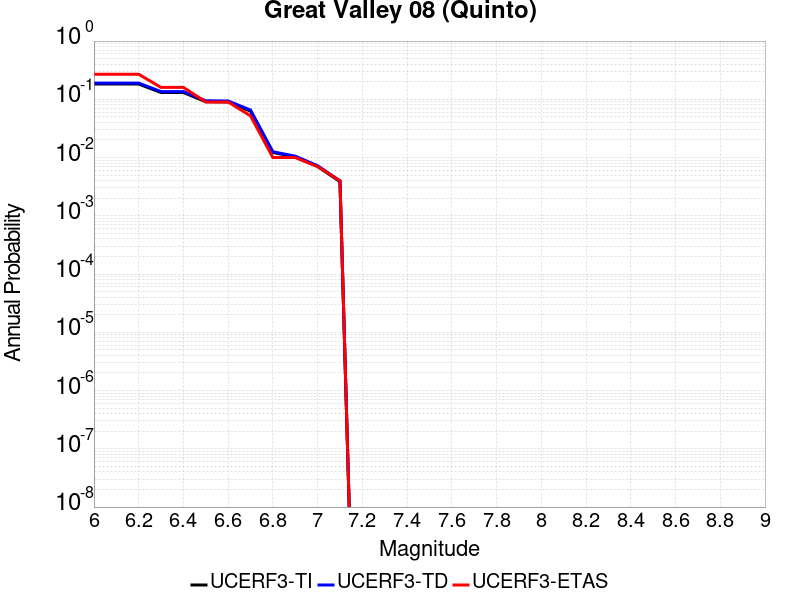 Great Valley 08 (Quinto)
10^0
10^-1
10^-2
10^-3
10^-4
10^-5
10^-6
10^-7
10^-8
Annual Probability
6 6.2 6.4 6.6 6.8 7 7.2 7.4 7.6 7.8 8 8.2 8.4 8.6 8.8 9
Magnitude
UCERF3-TI UCERF3-TD UCERF3-ETAS